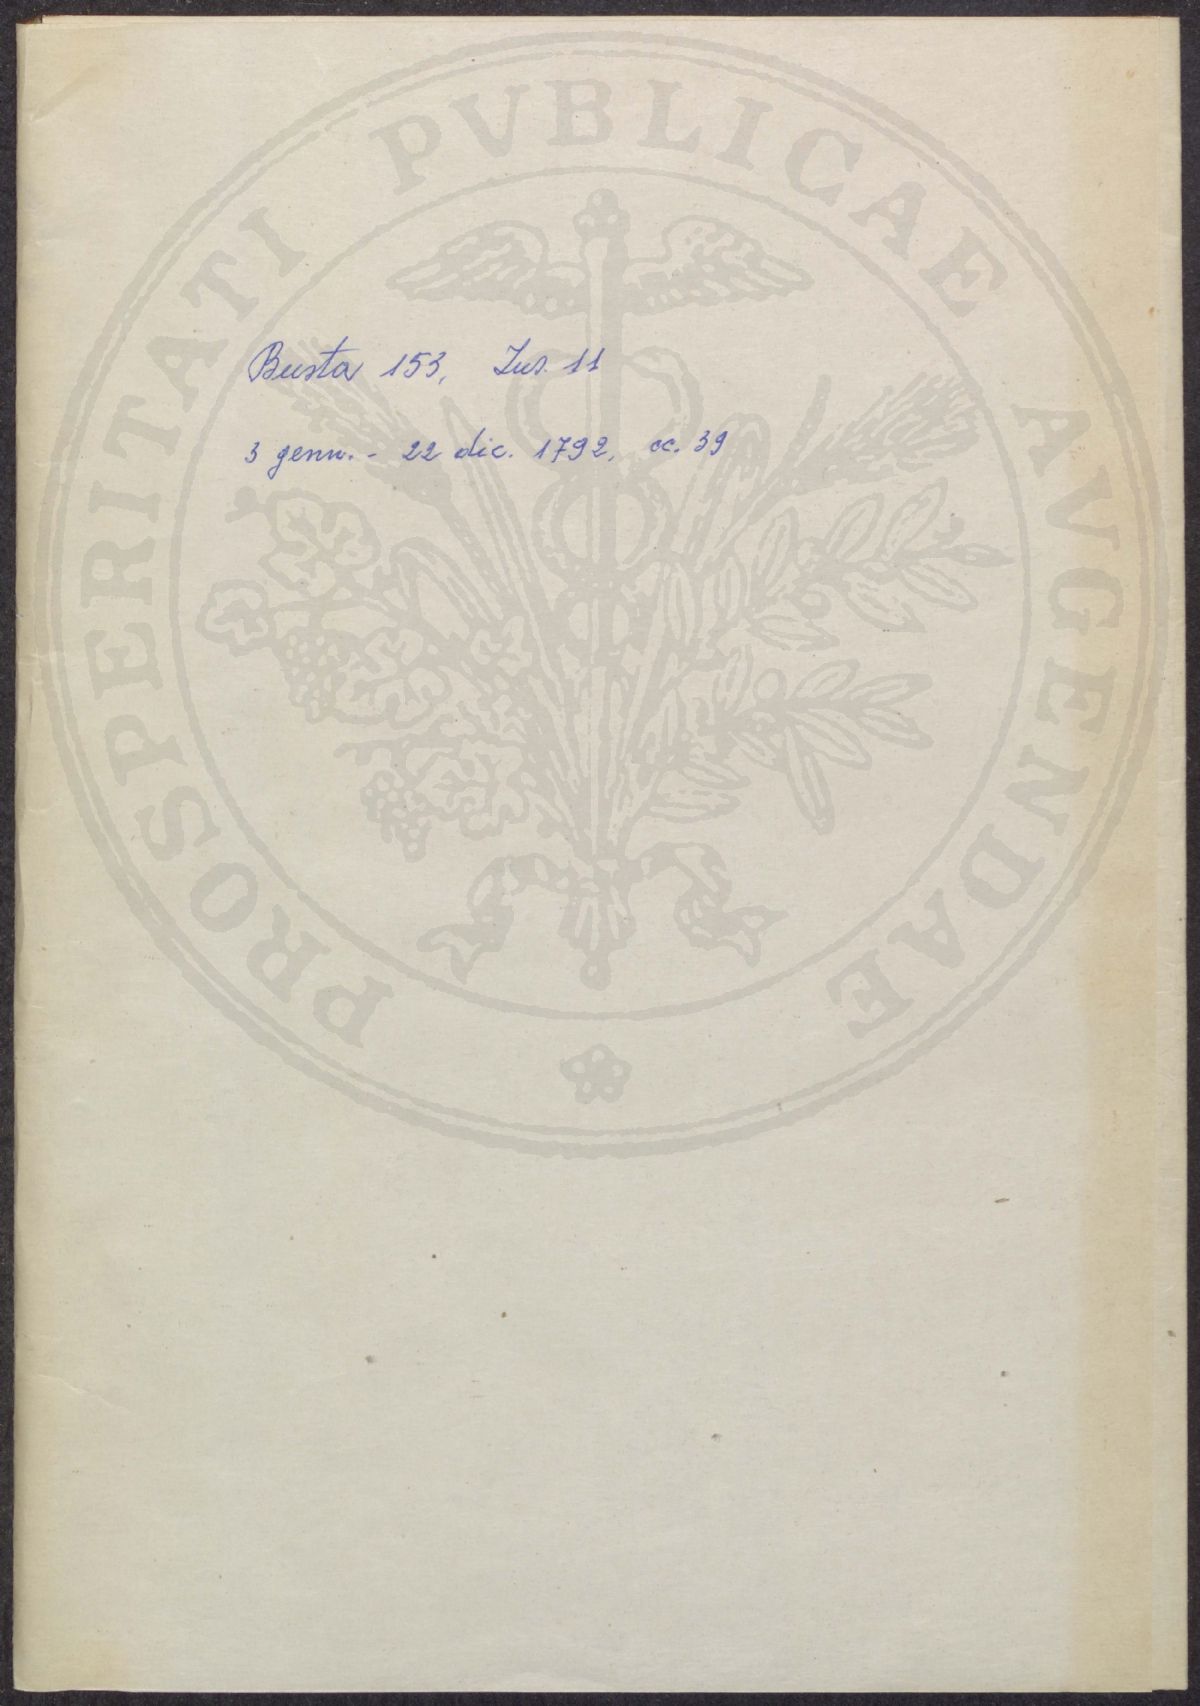 PROSPERITATI PVBLICAE AVGENDAE
Busta 153, Ins. 11
3 genn. - 22 dic. 1792, cc. 39